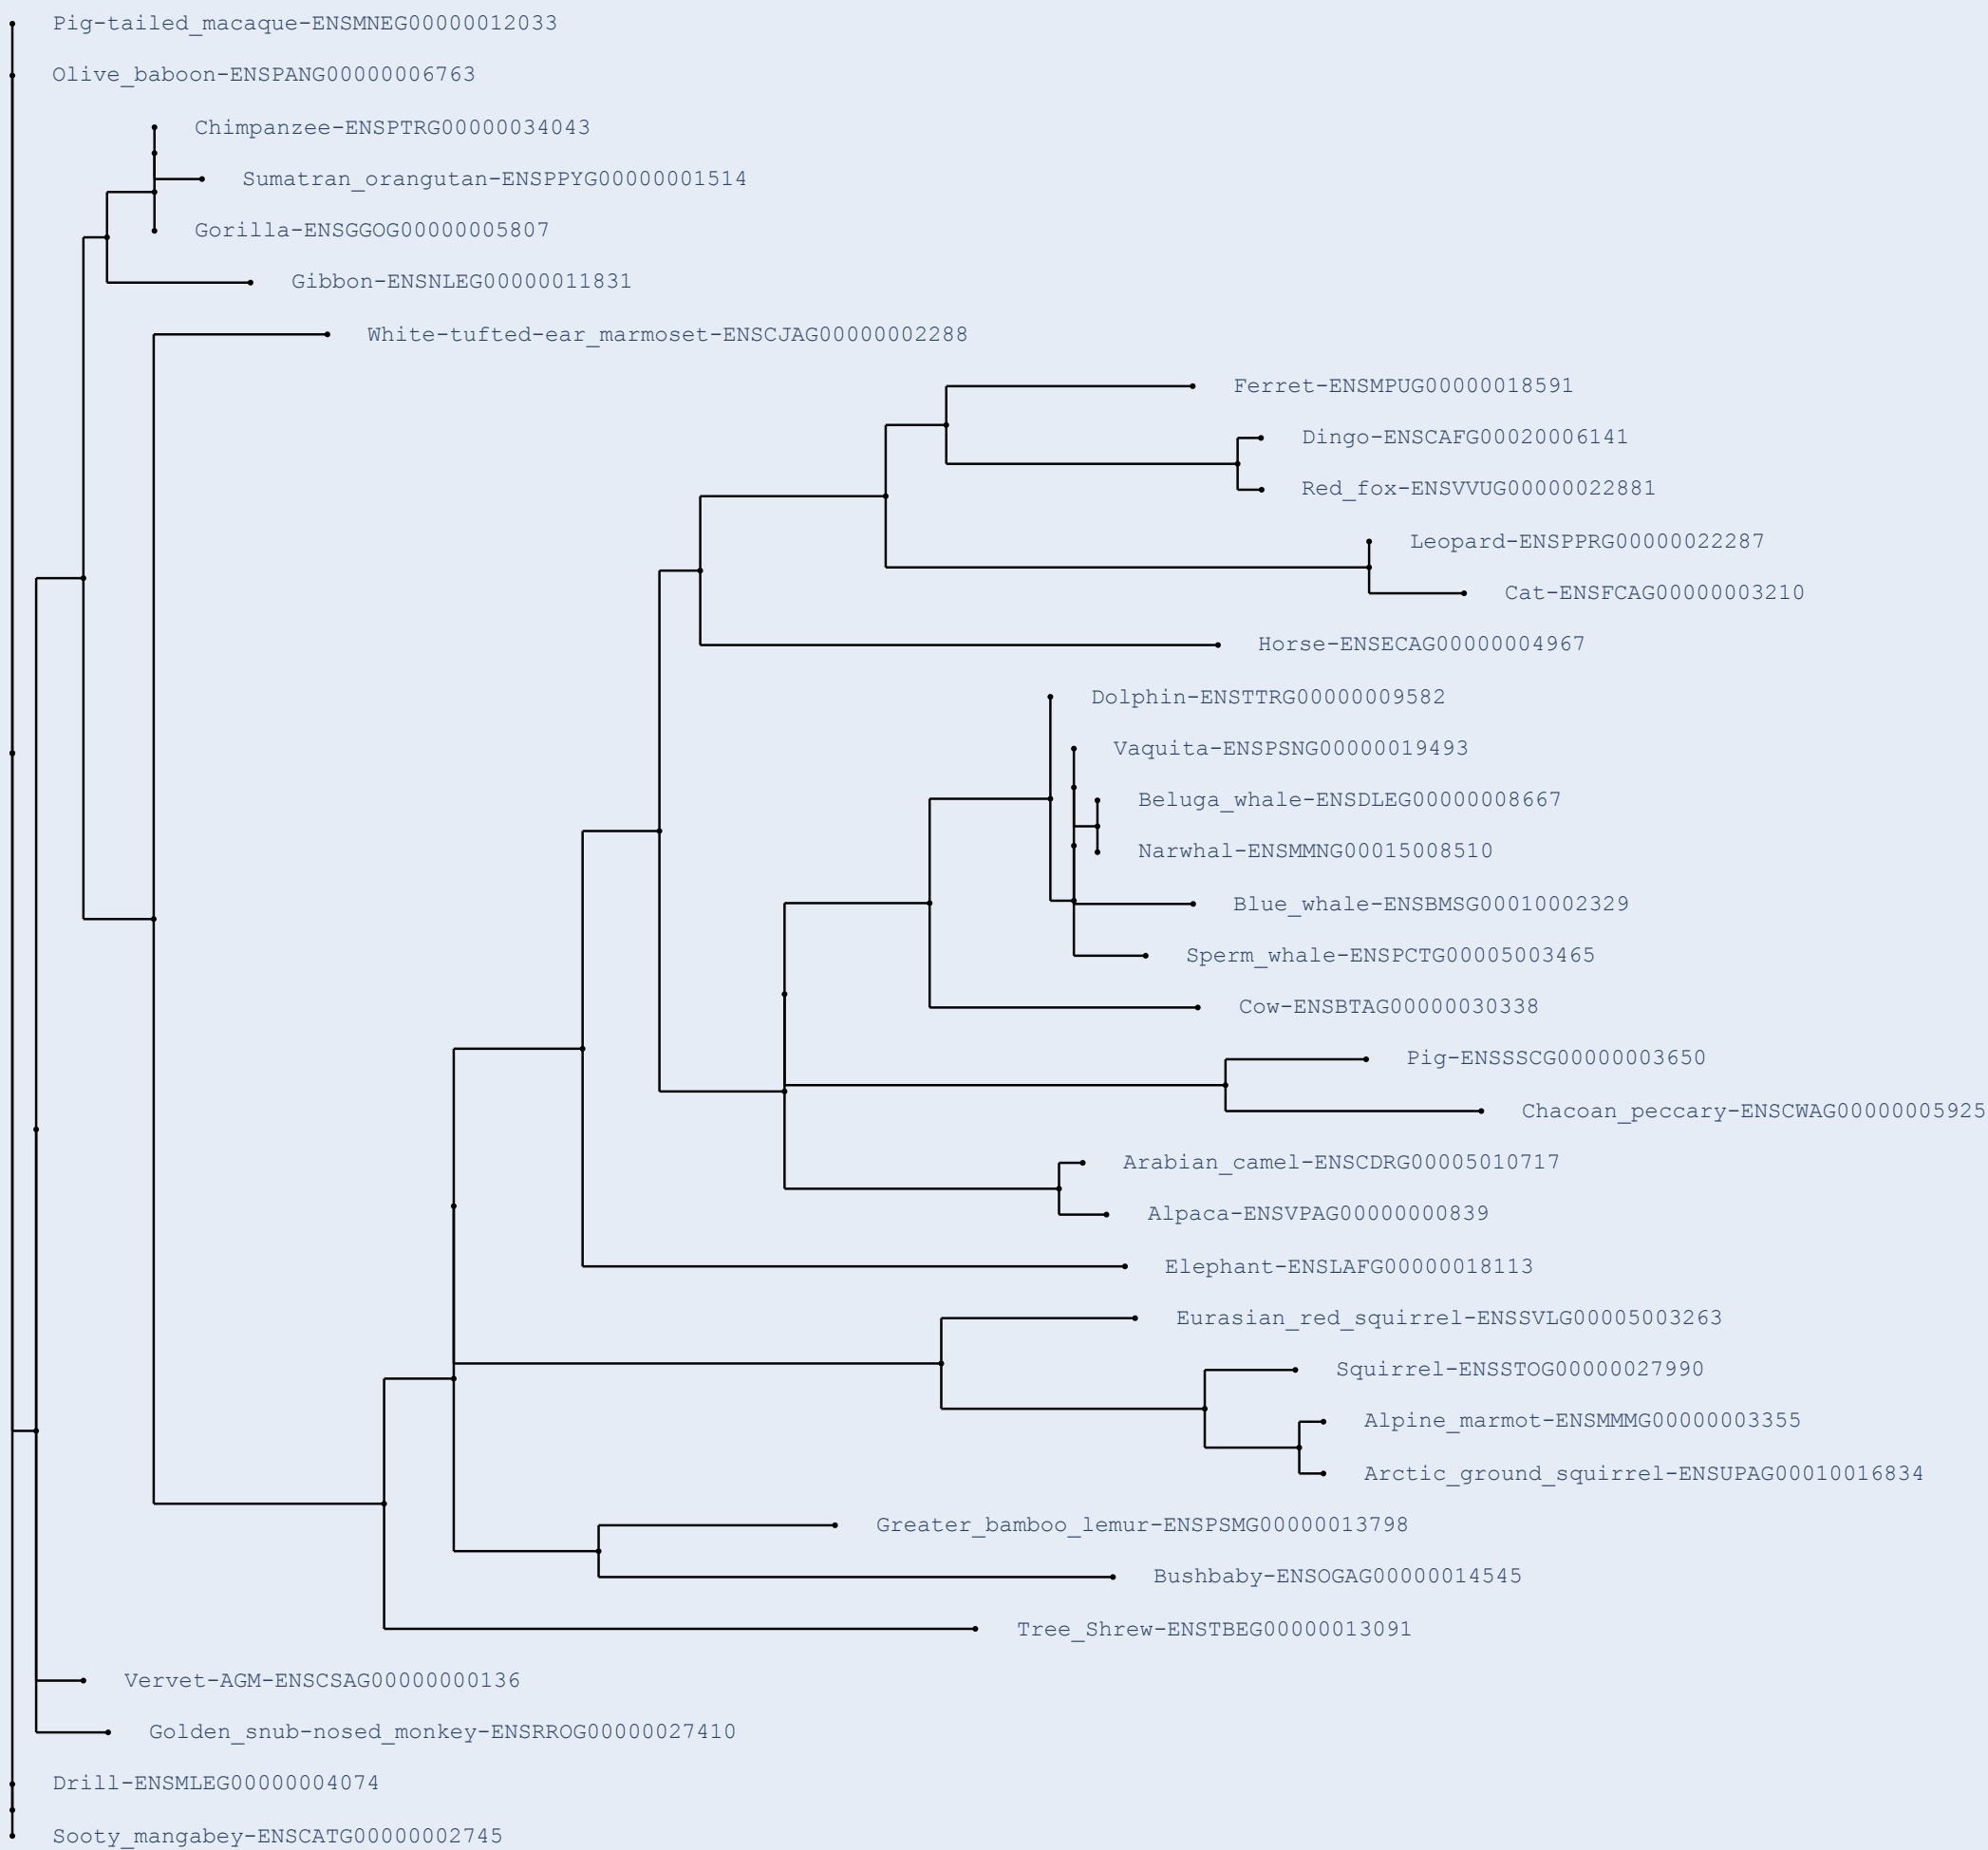 Pig-tailed_macaque-ENSMNEG00000012033
Olive_baboon-ENSPANG00000006763
Chimpanzee-ENSPTRG00000034043
Sumatran_orangutan-ENSPPYG00000001514
Gorilla-ENSGGOG00000005807
Gibbon-ENSNLEG00000011831
White-tufted-ear_marmoset-ENSCJAG00000002288
Ferret-ENSMPUG00000018591
Dingo-ENSCAFG00020006141
Red_fox-ENSVVUG00000022881
Leopard-ENSPPRG00000022287
Cat-ENSFCAG00000003210
Horse-ENSECAG00000004967
Dolphin-ENSTTRG00000009582
Vaquita-ENSPSNG00000019493
Beluga_whale-ENSDLEG00000008667
Narwhal-ENSMMNG00015008510
Blue_whale-ENSBMSG00010002329
Sperm_whale-ENSPCTG00005003465
Cow-ENSBTAG00000030338
Pig-ENSSSCG00000003650
Chacoan_peccary-ENSCWAG00000005925
Arabian_camel-ENSCDRG00005010717
Alpaca-ENSVPAG00000000839
Elephant-ENSLAFG00000018113
Eurasian_red_squirrel-ENSSVLG00005003263
Squirrel-ENSSTOG00000027990
Alpine_marmot-ENSMMMG00000003355
Arctic_ground_squirrel-ENSUPAG00010016834
Greater_bamboo_lemur-ENSPSMG00000013798
Bushbaby-ENSOGAG00000014545
Tree_Shrew-ENSTBEG00000013091
Vervet-AGM-ENSCSAG00000000136
Golden_snub-nosed_monkey-ENSRROG00000027410
Drill-ENSMLEG00000004074
Sooty_mangabey-ENSCATG00000002745